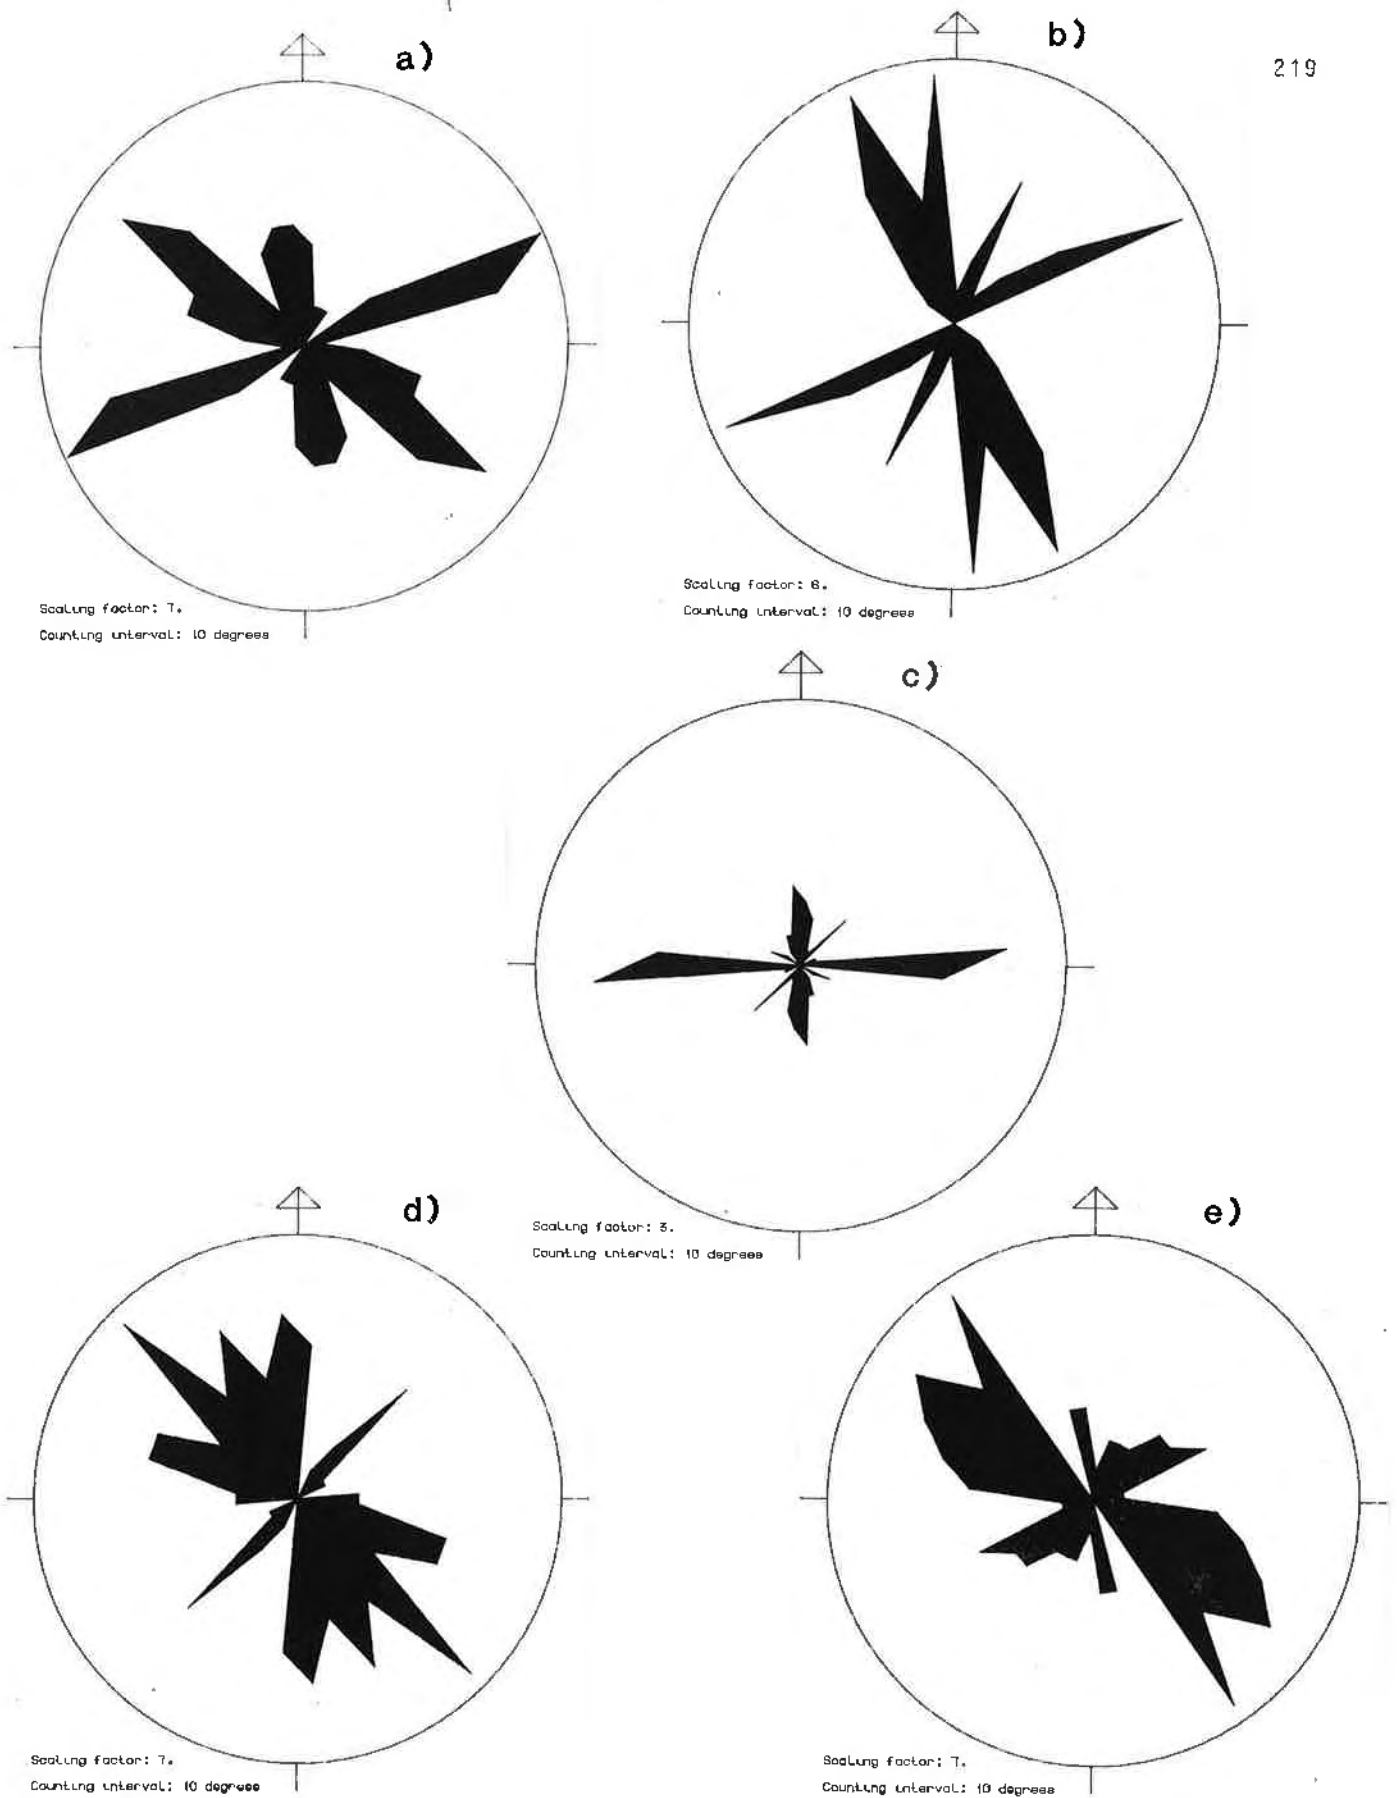 a)
b)
219
Scaling factor: 7.
Counting interval: 10 degrees
Scaling factor: 6.
Counting interval: 10 degrees
c)
Scaling factor: 3.
Counting interval: 10 degrees
d)
e)
Scaling factor: 7.
Counting interval: 10 degrees
Scaling factor: 7.
Counting interval: 10 degrees